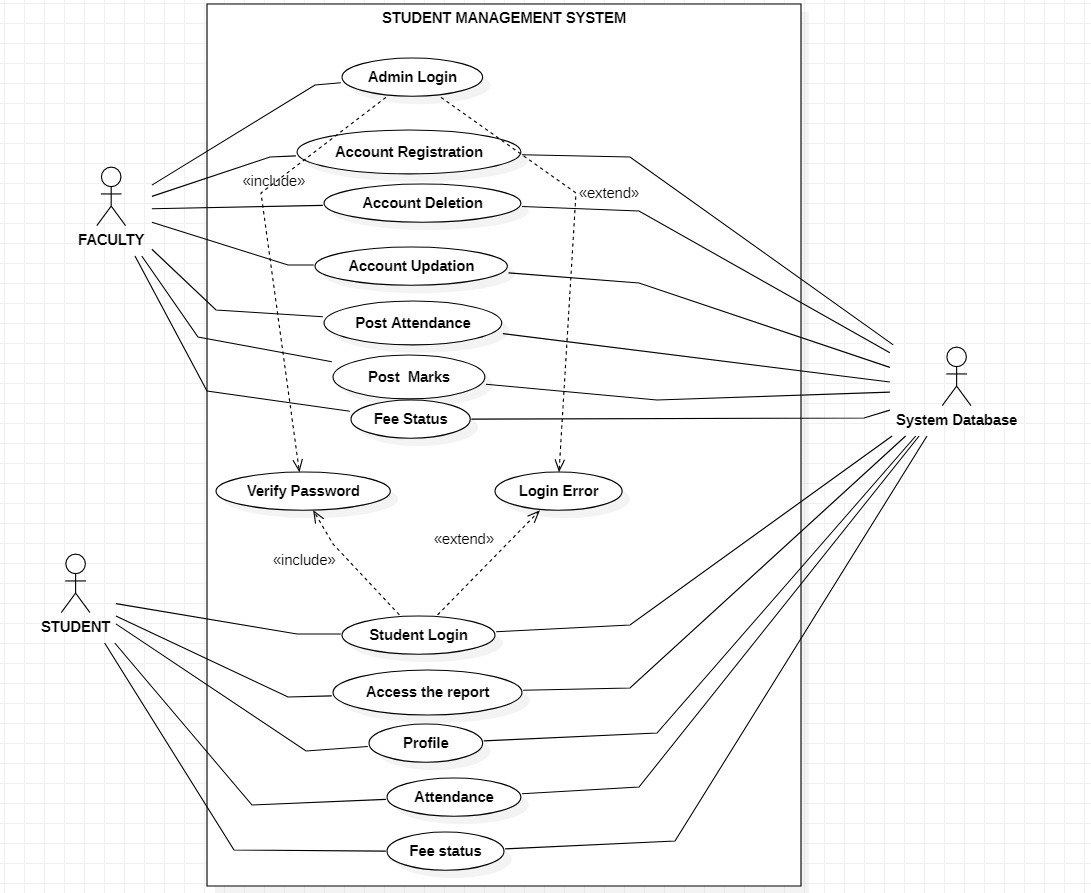 STUDENT MANAGEMENT SYSTEM
Admin Login
Account Registration
«include»
«extend»
Account Deletion
FACULTY
Account Updation
Post Attendance
Post  Marks
Fee Status
System Database
Verify Password
Login Error
«extend»
«include»
STUDENT
Student Login
Access the report
Profile
Attendance
Fee status